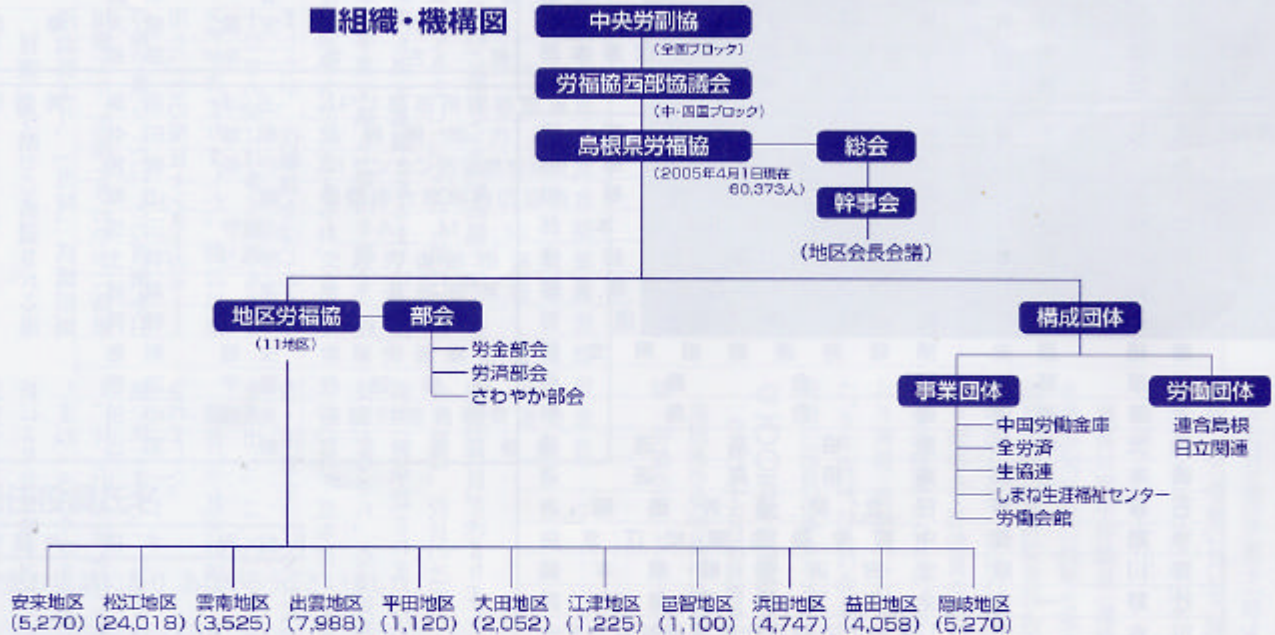 ■組織・機構図
中央労副協
（全国ブロック）
労福協西部協議会
（中・四国ブロック）
島根県労福協
（2005年4月1日現在
60,373人）
総会
幹事会
（地区会長会議）
地区労福協
（11地区）
部会
労金部会
労済部会
さわやか部会
構成団体
事業団体
中国労働金庫
全労済
生協連
しまね生涯福祉センター
労働会館
労働団体
連合島根
日立関連
安来地区 松江地区 雲南地区 出雲地区 平田地区 大田地区 江津地区 邑智地区 浜田地区 益田地区 隠岐地区
(5,270) (24,018) (3,525) (7,988) (1,120) (2,052) (1,225) (1,100) (4,747) (4,058) (5,270)